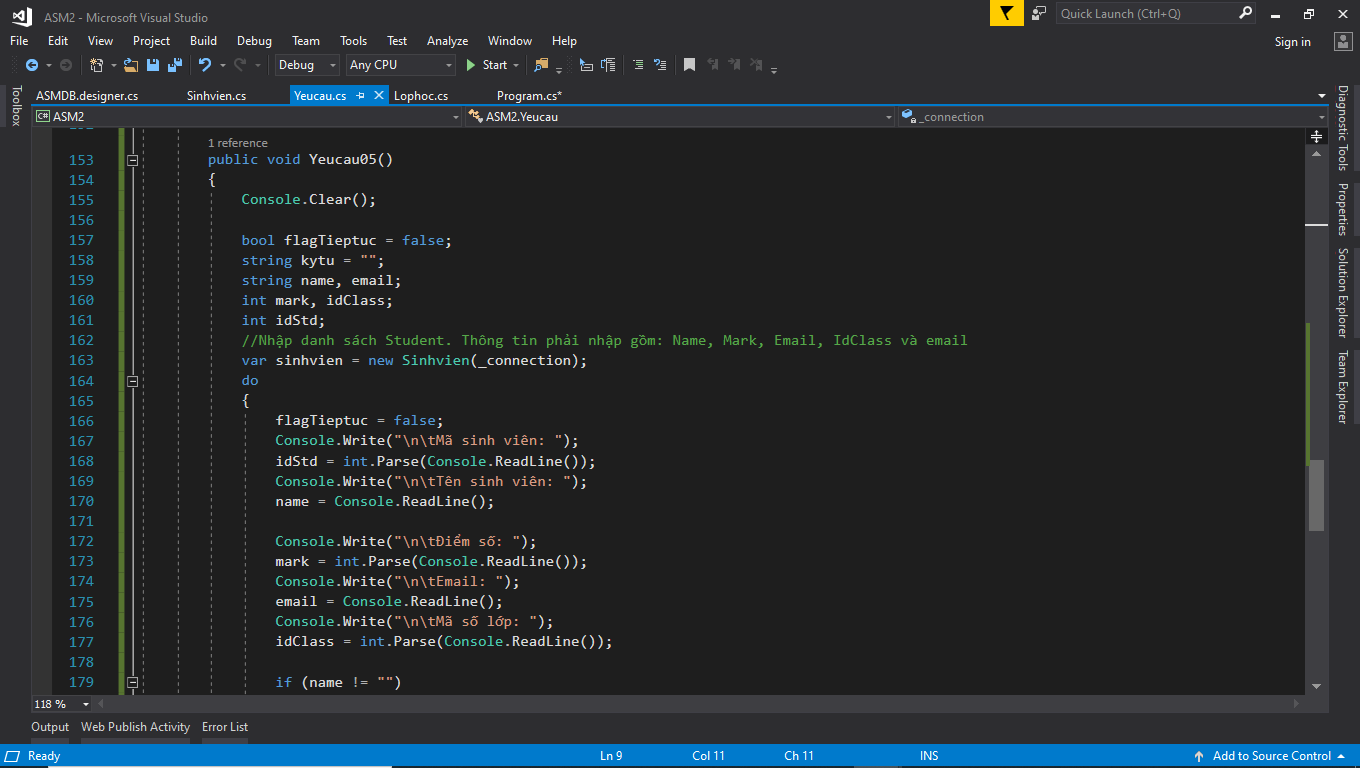 ASM2 - Microsoft Visual Studio
Quick Launch (Ctrl+Q)
File Edit View Project Build Debug Team Tools Test Analyze Window Help
Sign in
Debug Any CPU Start
Toolbox
ASMDB.designer.cs Sinhvien.cs Yeucau.cs Lophoc.cs Program.cs*
C# ASM2 ASM2.Yeucau _connection
1 reference
153 public void Yeucau05()
154 {
155 Console.Clear();
156
157 bool flagTieptuc = false;
158 string kytu = "";
159 string name, email;
160 int mark, idClass;
161 int idStd;
162 //Nhập danh sách Student. Thông tin phải nhập gồm: Name, Mark, Email, IdClass và email
163 var sinhvien = new Sinhvien(_connection);
164 do
165 {
166 flagTieptuc = false;
167 Console.Write("\n\tMã sinh viên: ");
168 idStd = int.Parse(Console.ReadLine());
169 Console.Write("\n\tTên sinh viên: ");
170 name = Console.ReadLine();
171
172 Console.Write("\n\tĐiểm số: ");
173 mark = int.Parse(Console.ReadLine());
174 Console.Write("\n\tEmail: ");
175 email = Console.ReadLine();
176 Console.Write("\n\tMã số lớp: ");
177 idClass = int.Parse(Console.ReadLine());
178
179 if (name != "")
Diagnostic Tools
Properties
Solution Explorer
Team Explorer
118 %
Output Web Publish Activity Error List
Ready Ln 9 Col 11 Ch 11 INS Add to Source Control